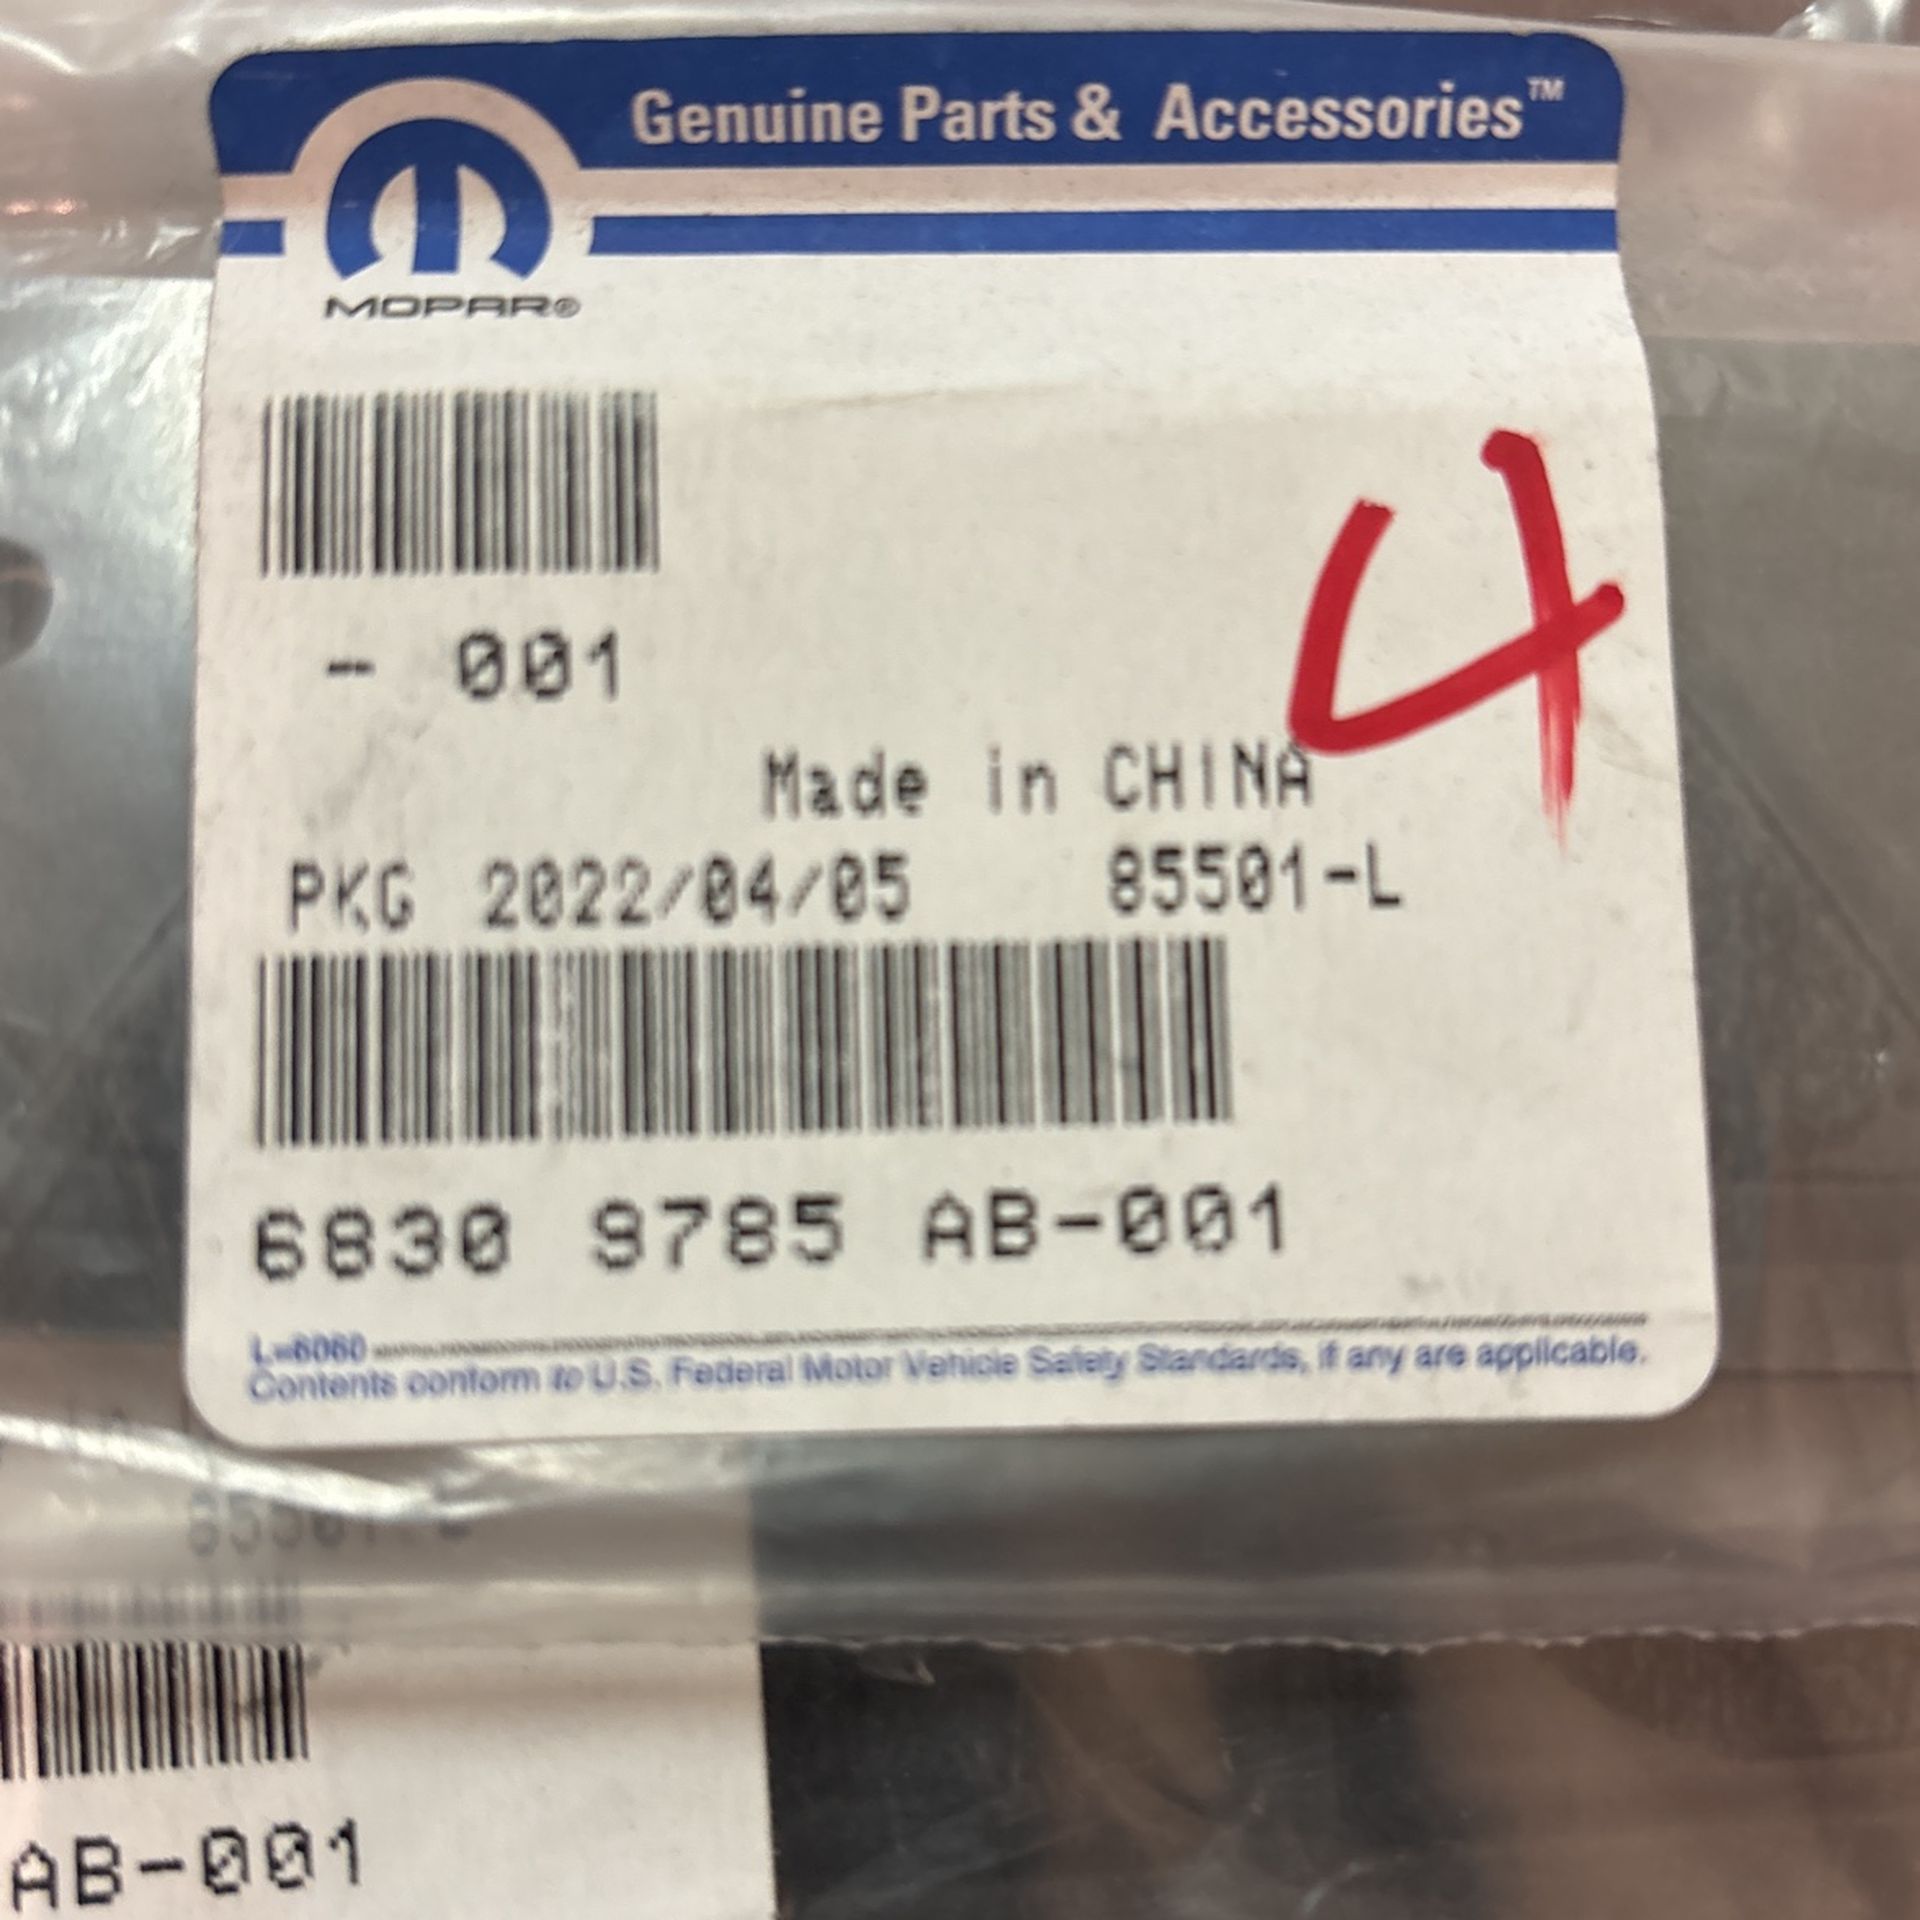 Genuine Parts & Accessories™
MOPAR®
- 001
4
Made in CHINA
PKG 2022/04/05 85501-L
6830 9785 AB-001
L-6060
Contents conform to U.S. Federal Motor Vehicle Safety Standards, if any are applicable.
AB-001